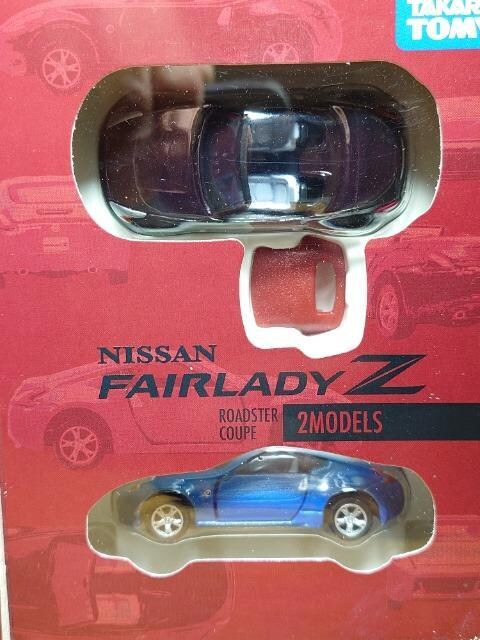 TAKARA
TOMY
NISSAN
FAIRLADY Z
ROADSTER
COUPE
2MODELS